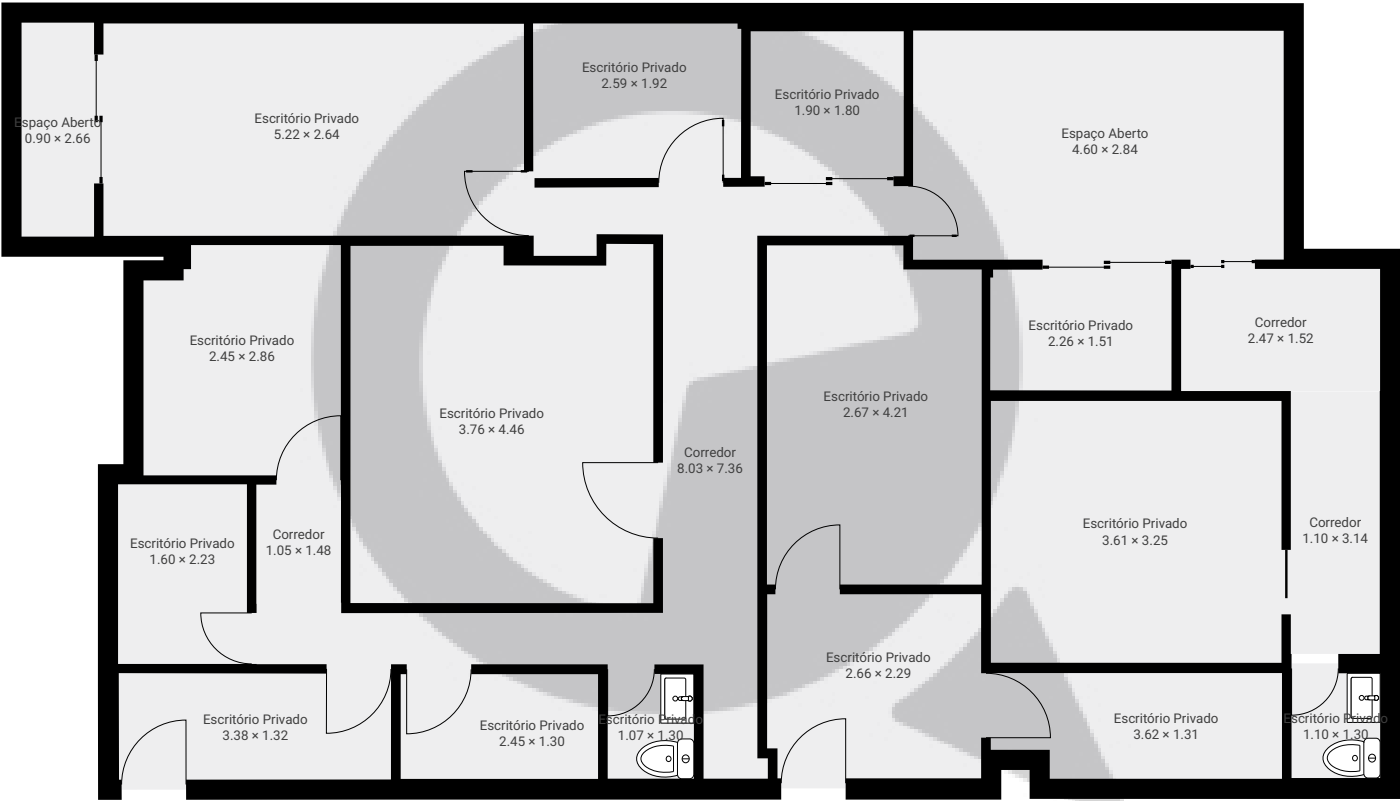 Escritório Privado
2.59 × 1.92
Escritório Privado
1.90 × 1.80
Espaço Aberto
0.90 × 2.66
Escritório Privado
5.22 × 2.64
Espaço Aberto
4.60 × 2.84
Escritório Privado
2.45 × 2.86
Escritório Privado
2.26 × 1.51
Corredor
2.47 × 1.52
Escritório Privado
3.76 × 4.46
Escritório Privado
2.67 × 4.21
Corredor
8.03 × 7.36
Escritório Privado
1.60 × 2.23
Corredor
1.05 × 1.48
Escritório Privado
3.61 × 3.25
Corredor
1.10 × 3.14
Escritório Privado
2.66 × 2.29
Escritório Privado
3.38 × 1.32
Escritório Privado
2.45 × 1.30
Escritório Privado
1.07 × 1.30
Escritório Privado
3.62 × 1.31
Escritório Privado
1.10 × 1.30